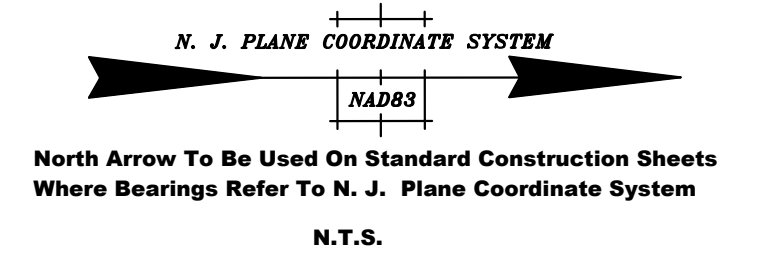 N. J. PLANE COORDINATE SYSTEM
NAD83
North Arrow To Be Used On Standard Construction Sheets
Where Bearings Refer To N. J. Plane Coordinate System
N.T.S.